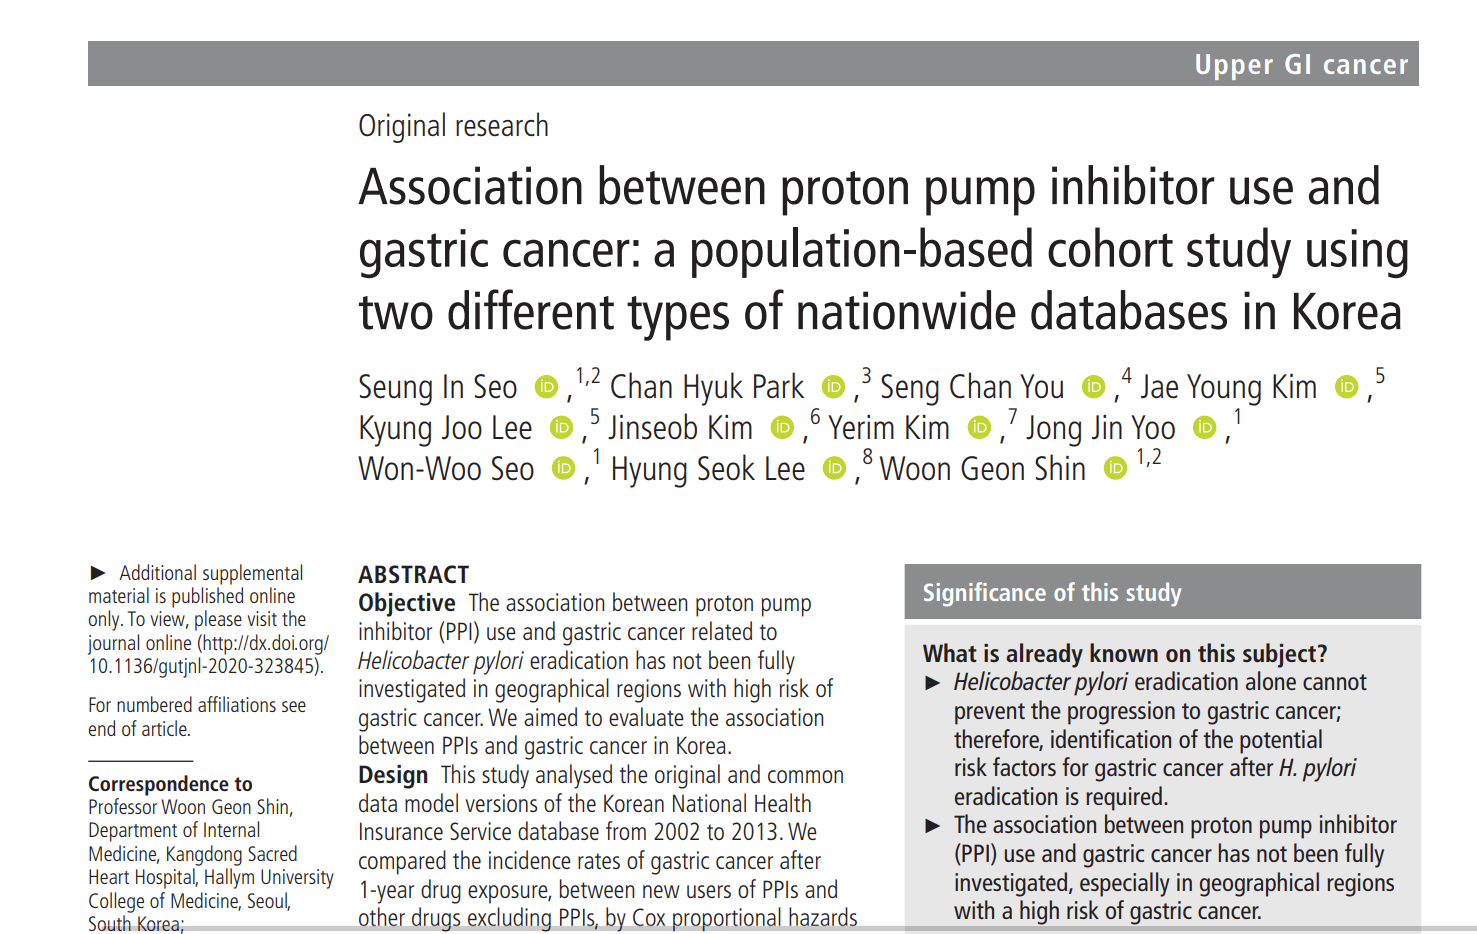 Upper GI cancer
Original research
Association between proton pump inhibitor use and
gastric cancer: a population-based cohort study using
two different types of nationwide databases in Korea
Seung In Seo iD ,1,2 Chan Hyuk Park iD ,3 Seng Chan You iD ,4 Jae Young Kim iD ,5
Kyung Joo Lee iD ,5 Jinseob Kim iD ,6 Yerim Kim iD ,7 Jong Jin Yoo iD ,1
Won-Woo Seo iD ,1 Hyung Seok Lee iD ,8 Woon Geon Shin iD 1,2
► Additional supplemental
material is published online
only. To view, please visit the
journal online (http://dx.doi.org/
10.1136/gutjnl-2020-323845).
For numbered affiliations see
end of article.
Correspondence to
Professor Woon Geon Shin,
Department of Internal
Medicine, Kangdong Sacred
Heart Hospital, Hallym University
College of Medicine, Seoul,
South Korea;
ABSTRACT
Objective The association between proton pump
inhibitor (PPI) use and gastric cancer related to
Helicobacter pylori eradication has not been fully
investigated in geographical regions with high risk of
gastric cancer. We aimed to evaluate the association
between PPIs and gastric cancer in Korea.
Design This study analysed the original and common
data model versions of the Korean National Health
Insurance Service database from 2002 to 2013. We
compared the incidence rates of gastric cancer after
1-year drug exposure, between new users of PPIs and
other drugs excluding PPIs, by Cox proportional hazards
Significance of this study
What is already known on this subject?
► Helicobacter pylori eradication alone cannot
prevent the progression to gastric cancer;
therefore, identification of the potential
risk factors for gastric cancer after H. pylori
eradication is required.
► The association between proton pump inhibitor
(PPI) use and gastric cancer has not been fully
investigated, especially in geographical regions
with a high risk of gastric cancer.